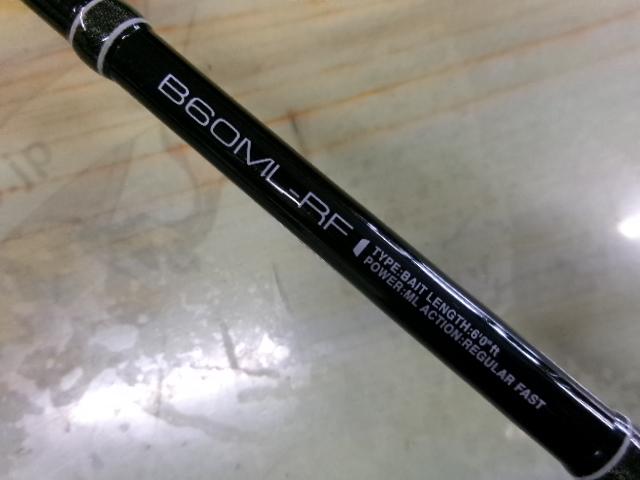 B60ML-RF
TYPE:BAIT LENGTH:6'0"ft
POWER:ML ACTION:REGULAR FAST